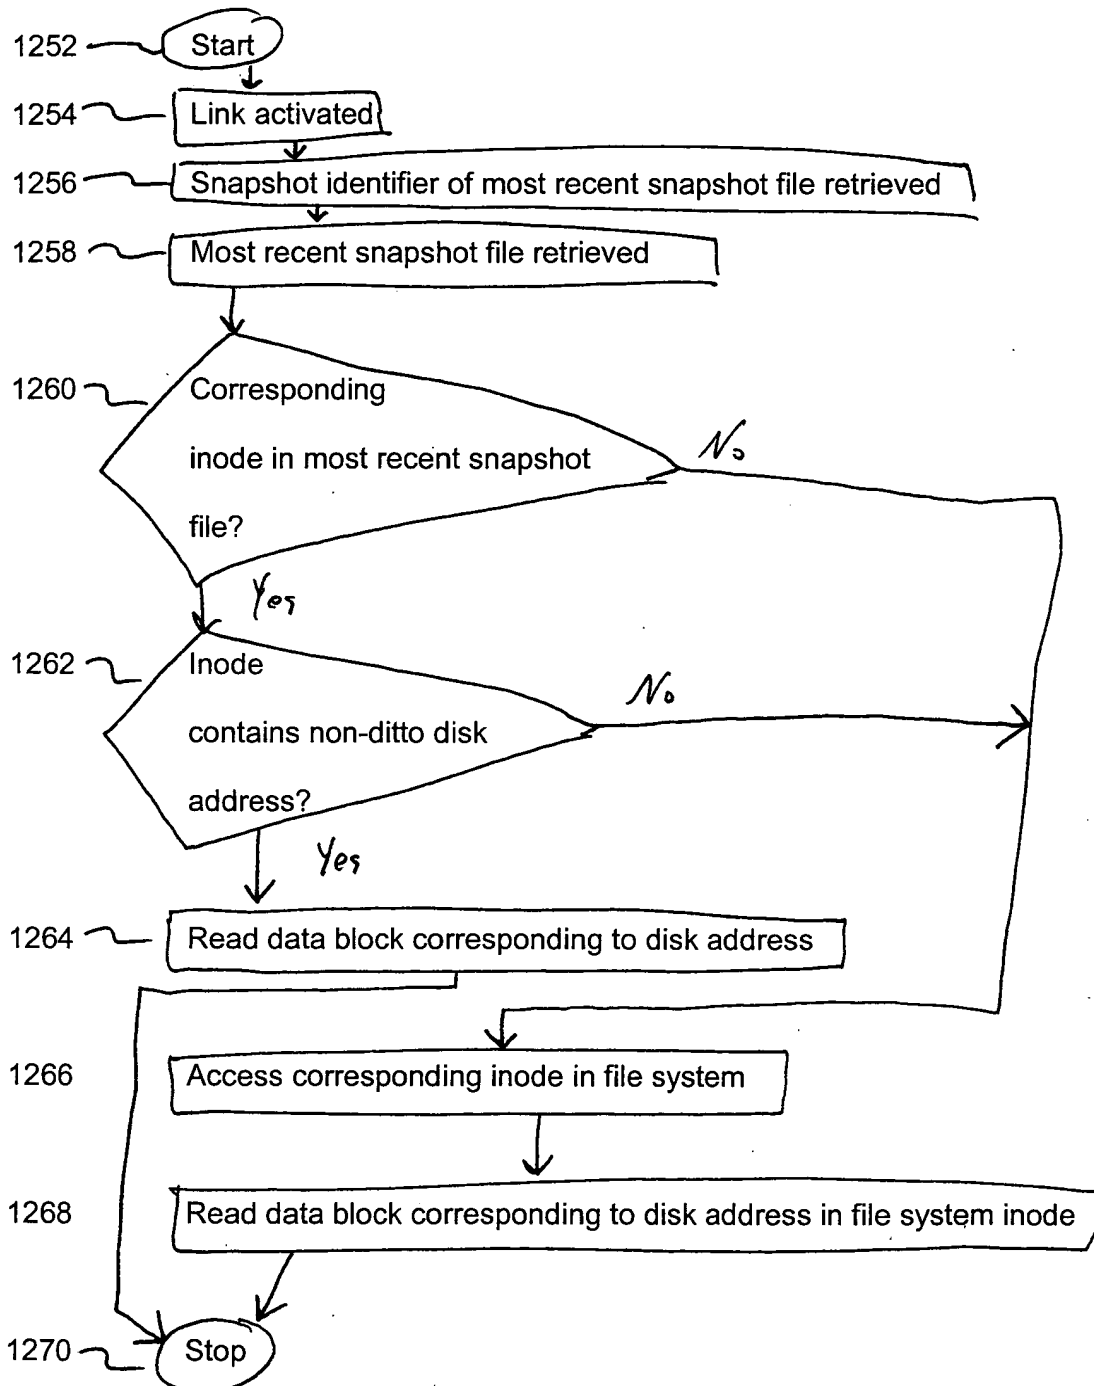 1252 Start
1254 Link activated
1256 Snapshot identifier of most recent snapshot file retrieved
1258 Most recent snapshot file retrieved
1260 Corresponding
inode in most recent snapshot
No
file?
Yes
1262 Inode
No
contains non-ditto disk
address?
Yes
1264 Read data block corresponding to disk address
1266 Access corresponding inode in file system
1268 Read data block corresponding to disk address in file system inode
1270 Stop